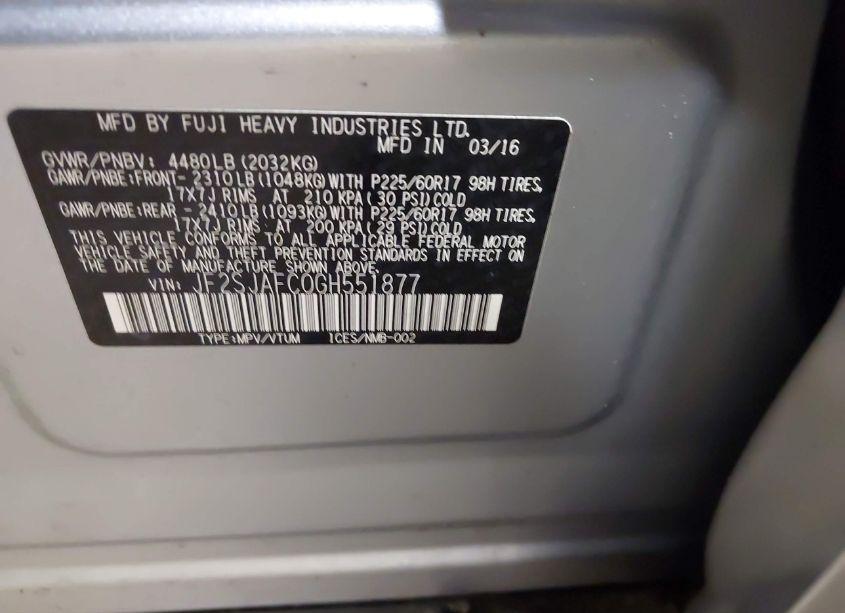 MFD BY FUJI HEAVY INDUSTRIES LTD.
MFD IN 03/16
GVWR/PNBV: 4480LB(2032KG)
GAWR/PNBE:FRONT- 2310LB(1048KG)WITH P225/60R17 98H TIRES,
17X7J RIMS AT 210 KPA(30 PSI)COLD
GAWR/PNBE:REAR - 2410LB(1093KG)WITH P225/60R17 98H TIRES,
17X7J RIMS AT 200 KPA(29 PSI)COLD
THIS VEHICLE CONFORMS TO ALL APPLICABLE FEDERAL MOTOR
VEHICLE SAFETY AND THEFT PREVENTION STANDARDS IN EFFECT ON
THE DATE OF MANUFACTURE SHOWN ABOVE.
VIN: JF2SJAFC0GH551877
TYPE:MPV/VTUM ICES/NMB-002